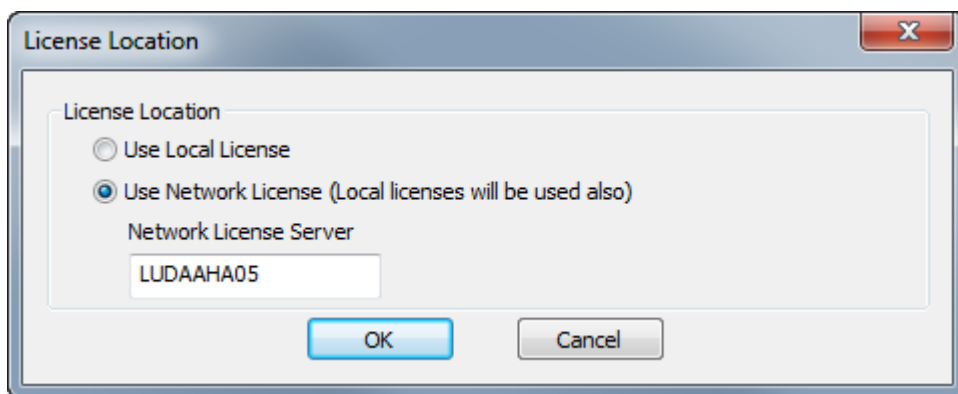 License Location
License Location
Use Local License
Use Network License (Local licenses will be used also)
Network License Server
LUDAAHA05
OK Cancel